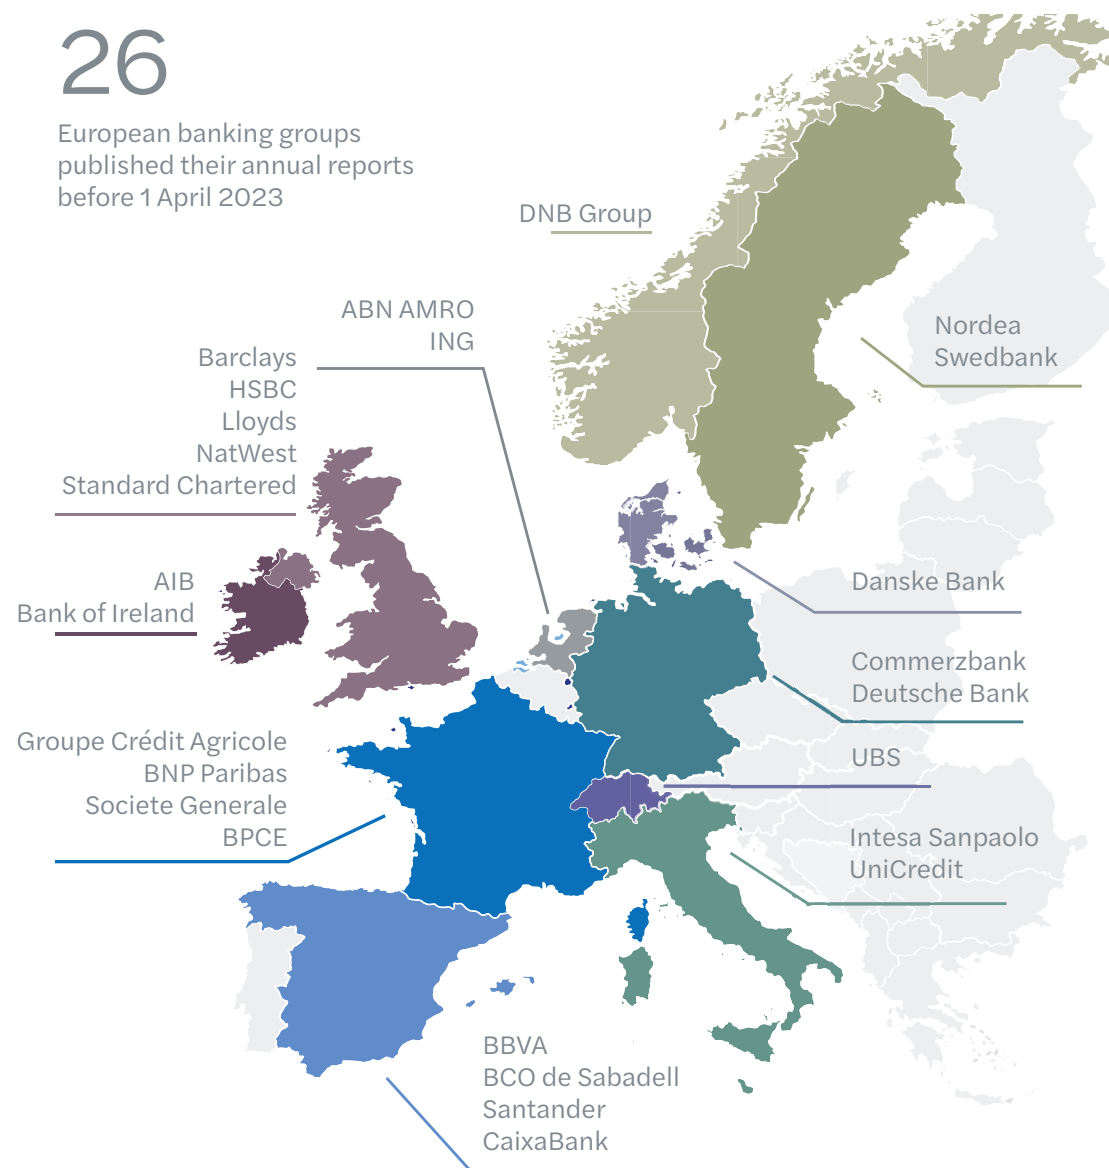 26
European banking groups
published their annual reports
before 1 April 2023
DNB Group
ABN AMRO
ING
Nordea
Swedbank
Barclays
HSBC
Lloyds
NatWest
Standard Chartered
AIB
Bank of Ireland
Danske Bank
Commerzbank
Deutsche Bank
UBS
Groupe Crédit Agricole
BNP Paribas
Societe Generale
BPCE
Intesa Sanpaolo
UniCredit
BBVA
BCO de Sabadell
Santander
CaixaBank